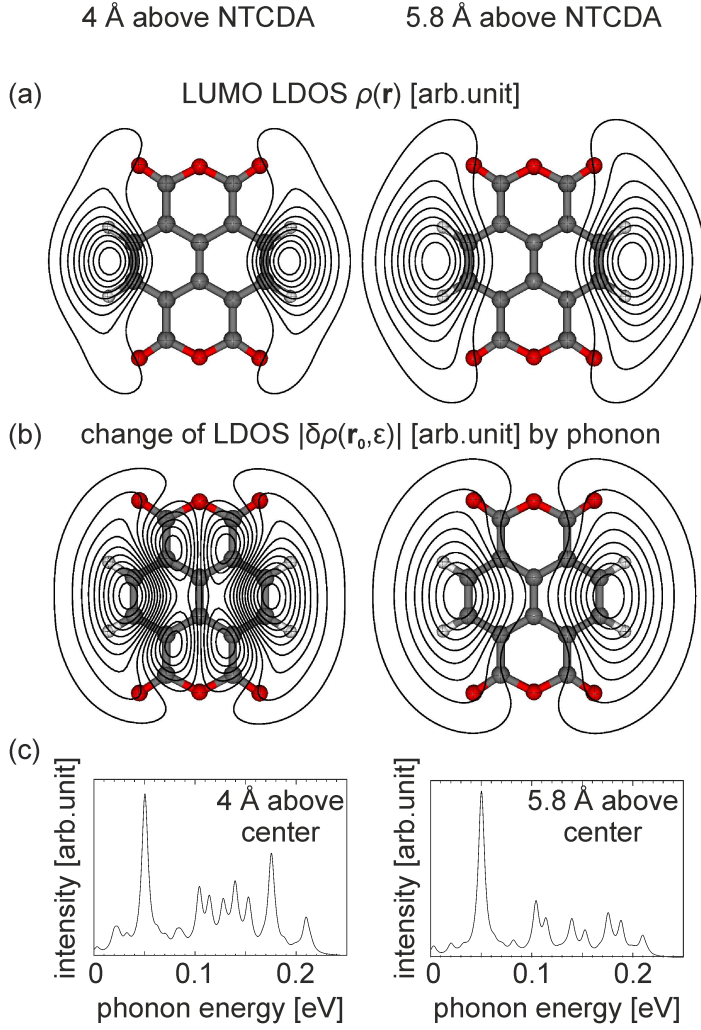 4 Å above NTCDA 5.8 Å above NTCDA
(a) LUMO LDOS ρ(r) [arb.unit]
(b) change of LDOS |δρ(r₀,ε)| [arb.unit] by phonon
(c)
intensity [arb.unit]
4 Å above
center
0 0.1 0.2
phonon energy [eV]
intensity [arb.unit]
5.8 Å above
center
0 0.1 0.2
phonon energy [eV]